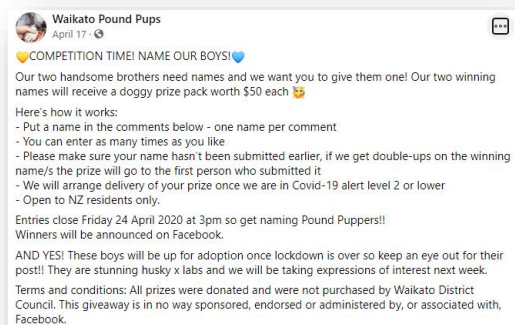 Waikato Pound Pups
April 17 ·
💛COMPETITION TIME! NAME OUR BOYS!💙
Our two handsome brothers need names and we want you to give them one! Our two winning
names will receive a doggy prize pack worth $50 each 🥰
Here's how it works:
- Put a name in the comments below - one name per comment
- You can enter as many times as you like
- Please make sure your name hasn't been submitted earlier, if we get double-ups on the winning
name/s the prize will go to the first person who submitted it
- We will arrange delivery of your prize once we are in Covid-19 alert level 2 or lower
- Open to NZ residents only.
Entries close Friday 24 April 2020 at 3pm so get naming Pound Puppers!!
Winners will be announced on Facebook.
AND YES! These boys will be up for adoption once lockdown is over so keep an eye out for their
post!! They are stunning husky x labs and we will be taking expressions of interest next week.
Terms and conditions: All prizes were donated and were not purchased by Waikato District
Council. This giveaway is in no way sponsored, endorsed or administered by, or associated with,
Facebook.